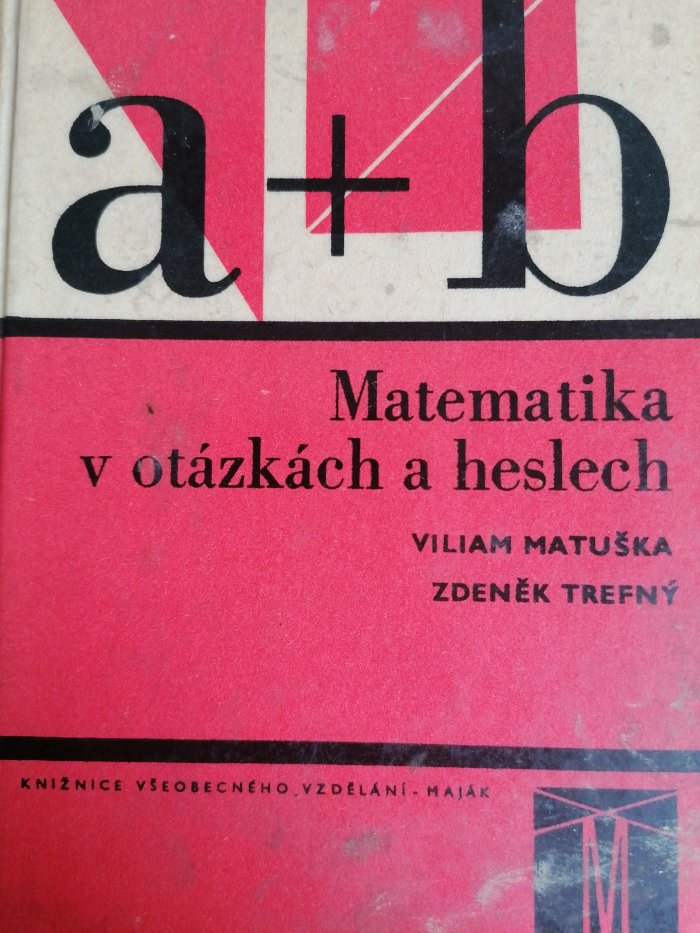 a+b
Matematika
v otázkách a heslech
VILIAM MATUŠKA
ZDENĚK TREFNÝ
KNIŽNICE VŠEOBECNÉHO VZDĚLÁNÍ - MAJÁK
M